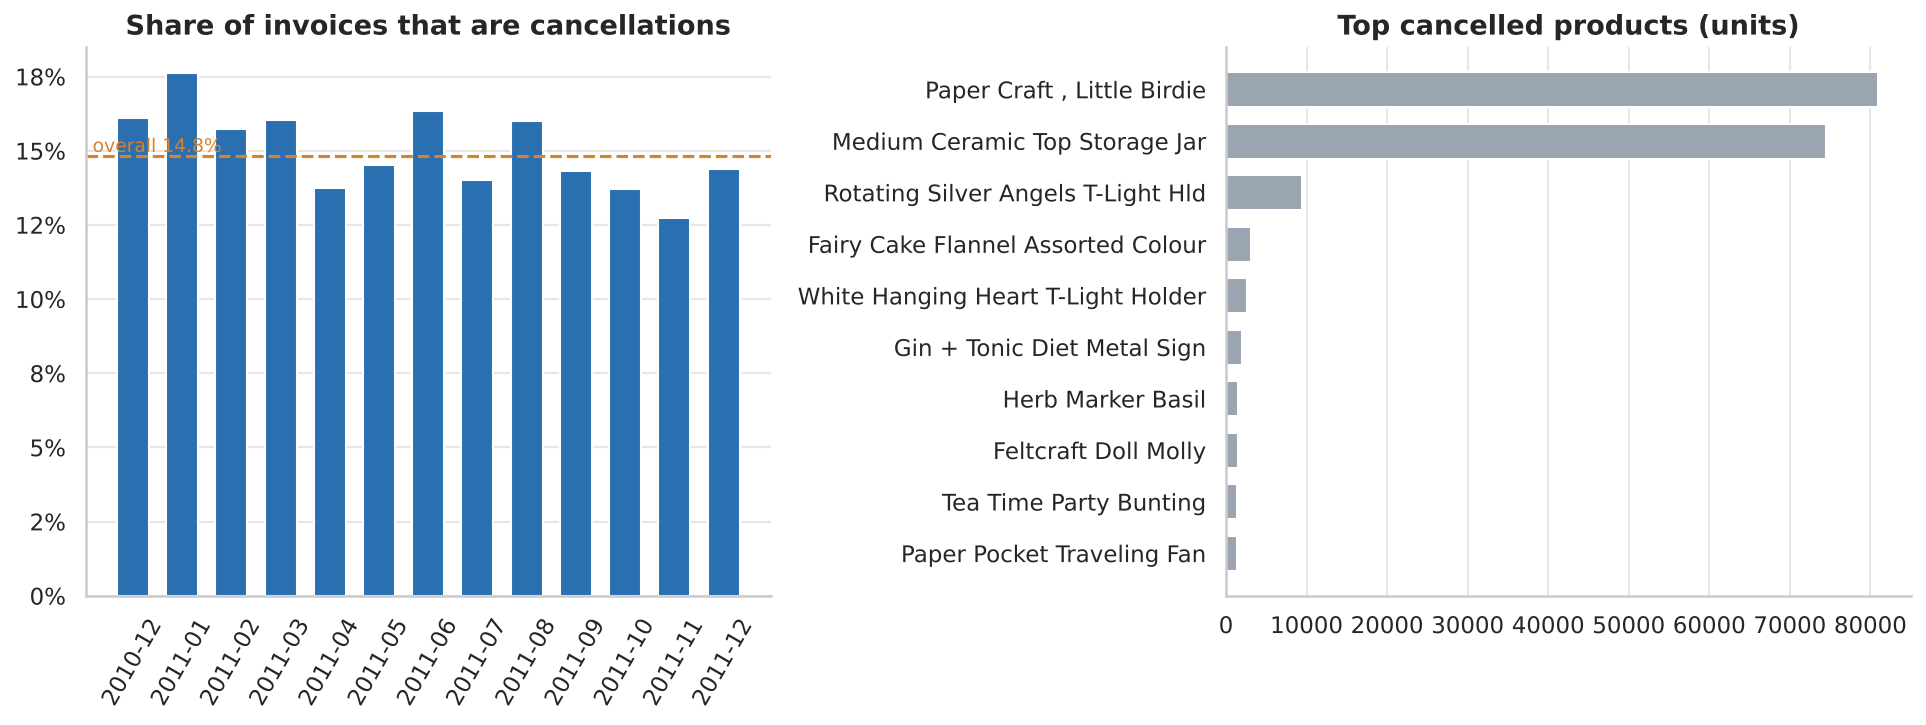 Share of invoices that are cancellations
18%
15%
12%
10%
8%
5%
2%
0%
overall 14.8%
2010-12
2011-01
2011-02
2011-03
2011-04
2011-05
2011-06
2011-07
2011-08
2011-09
2011-10
2011-11
2011-12
Top cancelled products (units)
Paper Craft , Little Birdie
Medium Ceramic Top Storage Jar
Rotating Silver Angels T-Light Hld
Fairy Cake Flannel Assorted Colour
White Hanging Heart T-Light Holder
Gin + Tonic Diet Metal Sign
Herb Marker Basil
Feltcraft Doll Molly
Tea Time Party Bunting
Paper Pocket Traveling Fan
0 10000 20000 30000 40000 50000 60000 70000 80000